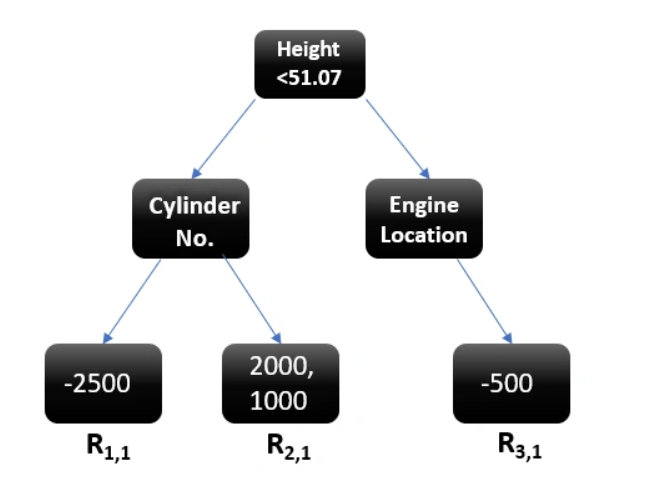 Height
<51.07
Cylinder
No.
Engine
Location
-2500
2000,
1000
-500
R1,1
R2,1
R3,1